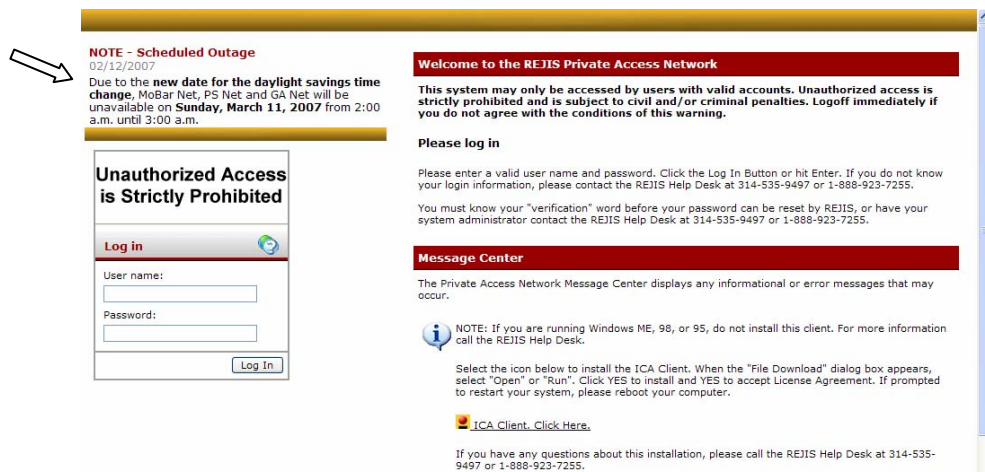 NOTE - Scheduled Outage
02/12/2007
Due to the new date for the daylight savings time
change, MoBar Net, PS Net and GA Net will be
unavailable on Sunday, March 11, 2007 from 2:00
a.m. until 3:00 a.m.
Unauthorized Access
is Strictly Prohibited
Log in
User name:
Password:
Log In
Welcome to the REJIS Private Access Network
This system may only be accessed by users with valid accounts. Unauthorized access is
strictly prohibited and is subject to civil and/or criminal penalties. Logoff immediately if
you do not agree with the conditions of this warning.
Please log in
Please enter a valid user name and password. Click the Log In Button or hit Enter. If you do not know
your login information, please contact the REJIS Help Desk at 314-535-9497 or 1-888-923-7255.
You must know your "verification" word before your password can be reset by REJIS, or have your
system administrator contact the REJIS Help Desk at 314-535-9497 or 1-888-923-7255.
Message Center
The Private Access Network Message Center displays any informational or error messages that may
occur.
NOTE: If you are running Windows ME, 98, or 95, do not install this client. For more information
call the REJIS Help Desk.
Select the icon below to install the ICA Client. When the "File Download" dialog box appears,
select "Open" or "Run". Click YES to install and YES to accept License Agreement. If prompted
to restart your system, please reboot your computer.
ICA Client. Click Here.
If you have any questions about this installation, please call the REJIS Help Desk at 314-535-
9497 or 1-888-923-7255.